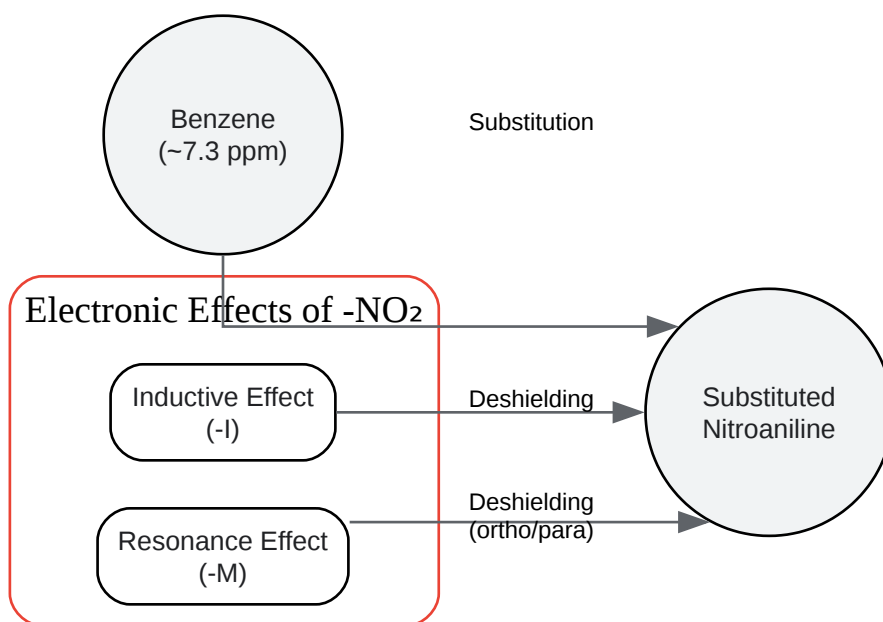 Benzene
(~7.3 ppm)
Substitution
Electronic Effects of -NO₂
Inductive Effect
(-I)
Deshielding
Substituted
Nitroaniline
Resonance Effect
(-M)
Deshielding
(ortho/para)